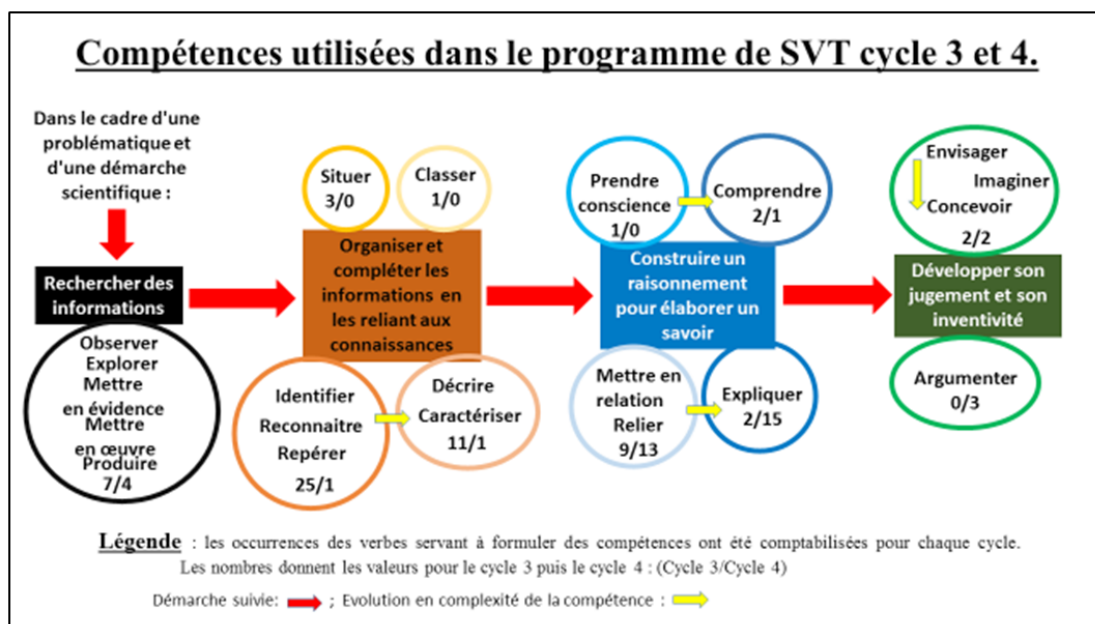 Compétences utilisées dans le programme de SVT cycle 3 et 4.
Dans le cadre d'une
problématique et
d'une démarche
scientifique :
Rechercher des
informations
Observer
Explorer
Mettre
en évidence
Mettre
en œuvre
Produire
7/4
Situer
3/0
Classer
1/0
Organiser et
compléter les
informations en
les reliant aux
connaissances
Identifier
Reconnaitre
Repérer
25/1
Décrire
Caractériser
11/1
Prendre
conscience
1/0
Comprendre
2/1
Construire un
raisonnement
pour élaborer un
savoir
Mettre en
relation
Relier
9/13
Expliquer
2/15
Envisager
Imaginer
Concevoir
2/2
Développer son
jugement et son
inventivité
Argumenter
0/3
Légende : les occurrences des verbes servant à formuler des compétences ont été comptabilisées pour chaque cycle.
Les nombres donnent les valeurs pour le cycle 3 puis le cycle 4 : (Cycle 3/Cycle 4)
Démarche suivie: ; Evolution en complexité de la compétence :